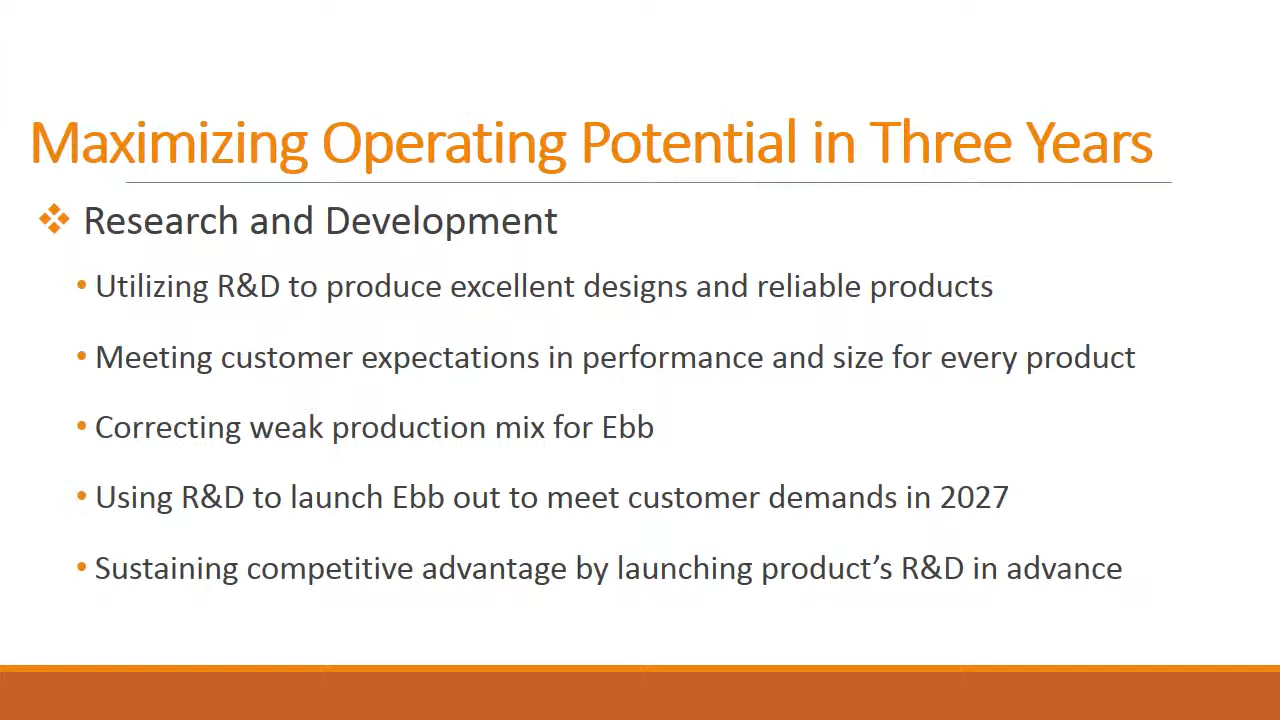 Maximizing Operating Potential in Three Years
❖ Research and Development
• Utilizing R&D to produce excellent designs and reliable products
• Meeting customer expectations in performance and size for every product
• Correcting weak production mix for Ebb
• Using R&D to launch Ebb out to meet customer demands in 2027
• Sustaining competitive advantage by launching product’s R&D in advance